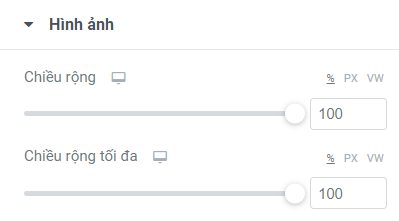 Hình ảnh
Chiều rộng % PX VW
100
Chiều rộng tối đa % PX VW
100